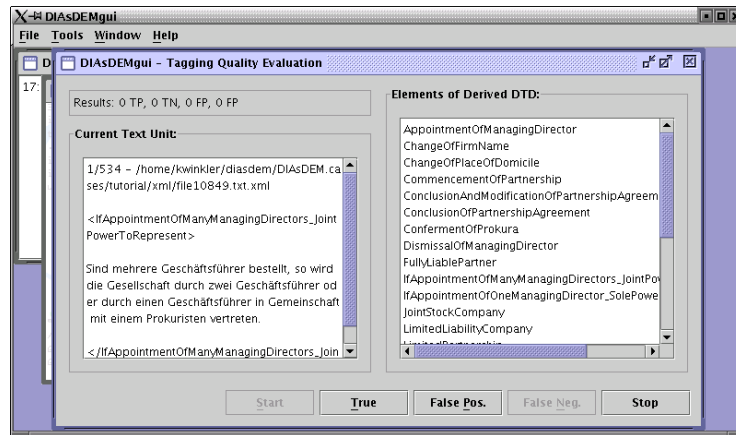 DIAsDEMgui
File Tools Window Help
D
DIAsDEMgui – Tagging Quality Evaluation
17:
Results: 0 TP, 0 TN, 0 FP, 0 FP
Current Text Unit:
1/534 – /home/kwinkler/diasdem/DIAsDEM.ca
ses/tutorial/xml/file10849.txt.xml
<IfAppointmentOfManyManagingDirectors_Joint
PowerToRepresent>
Sind mehrere Geschäftsführer bestellt, so wird
die Gesellschaft durch zwei Geschäftsführer od
er durch einen Geschäftsführer in Gemeinschaft
mit einem Prokuristen vertreten.
</IfAppointmentOfManyManagingDirectors_Join
Elements of Derived DTD:
AppointmentOfManagingDirector
ChangeOfFirmName
ChangeOfPlaceOfDomicile
CommencementOfPartnership
ConclusionAndModificationOfPartnershipAgreem
ConclusionOfPartnershipAgreement
ConfermentOfProkura
DismissalOfManagingDirector
FullyLiablePartner
IfAppointmentOfManyManagingDirectors_JointPo
IfAppointmentOfOneManagingDirector_SolePowe
JointStockCompany
LimitedLiabilityCompany
LimitedPartnership
Start True False Pos. False Neg. Stop